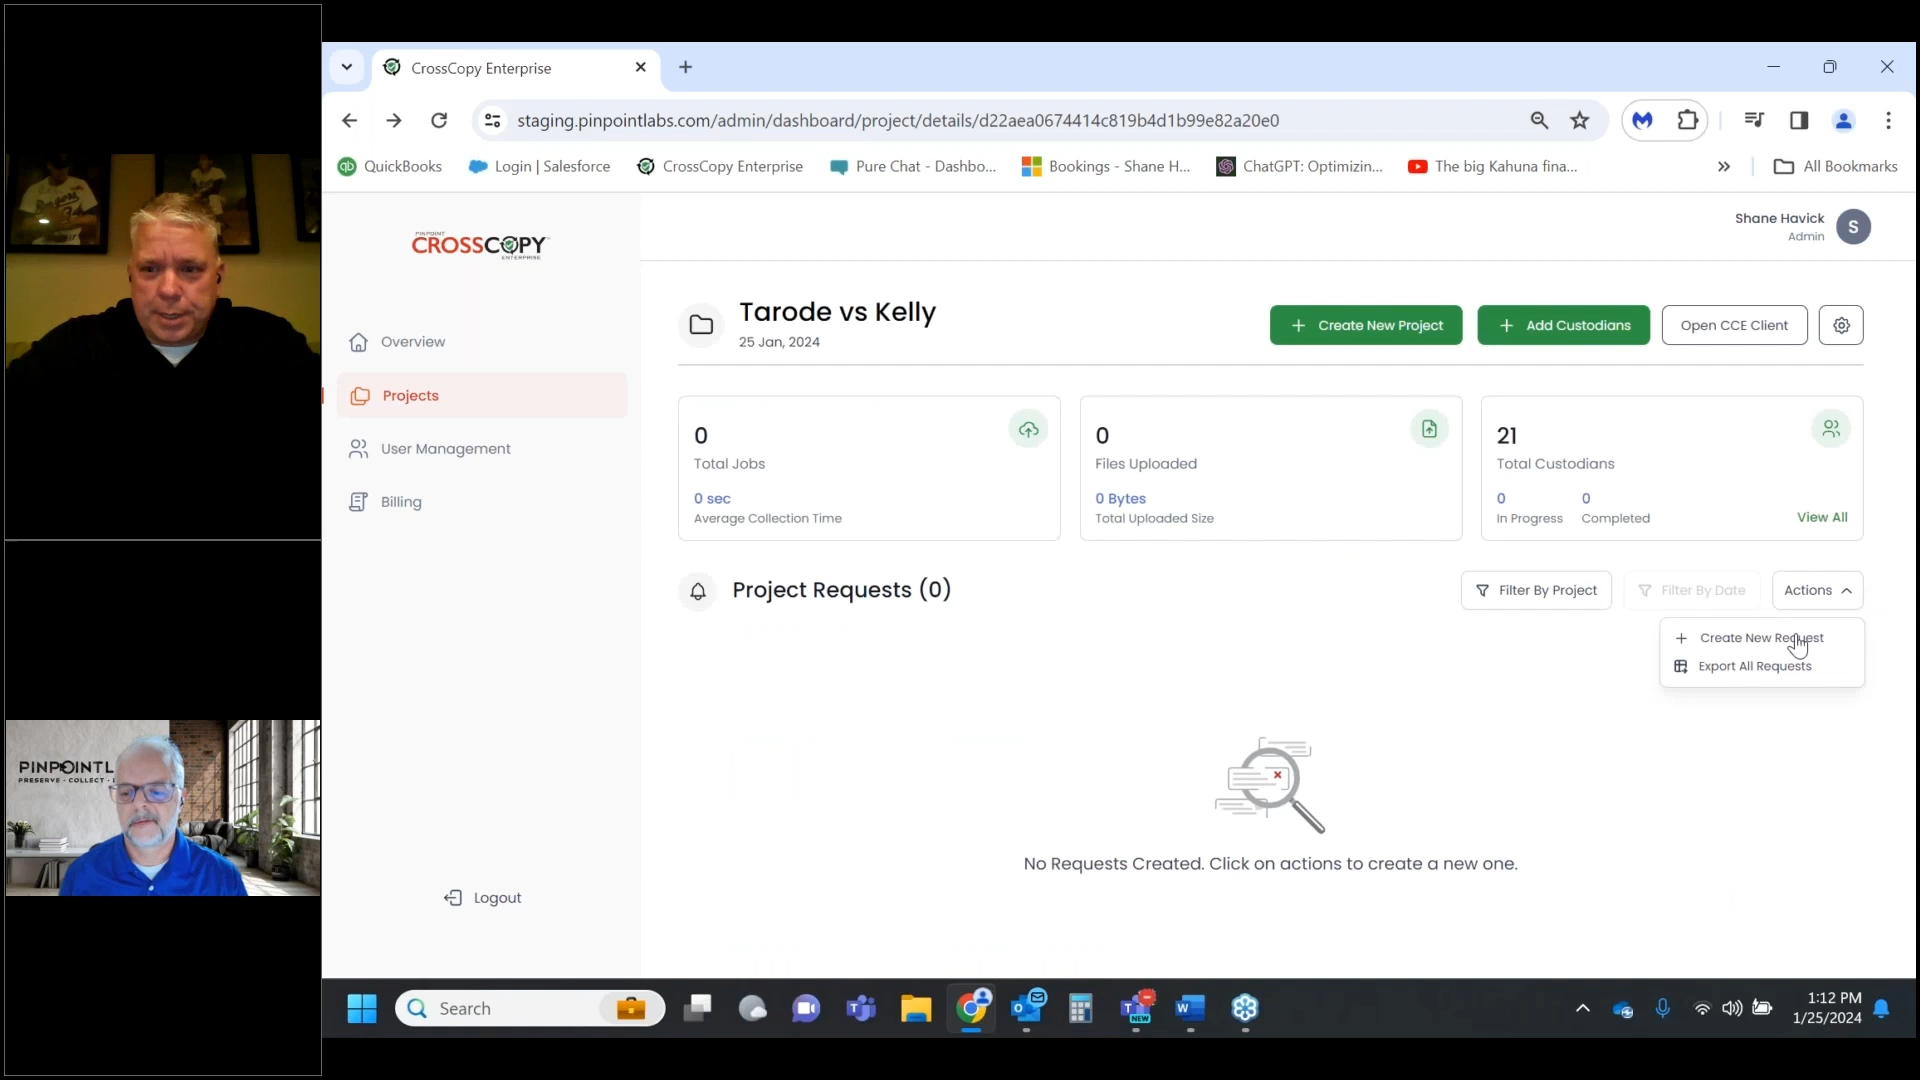 CrossCopy Enterprise
staging.pinpointlabs.com/admin/dashboard/project/details/d22aea0674414c819b4d1b99e82a20e0
QuickBooks
Login | Salesforce
CrossCopy Enterprise
Pure Chat - Dashbo...
Bookings - Shane H...
ChatGPT: Optimizin...
The big Kahuna fina...
All Bookmarks
PINPOINT
CROSSCOPY
ENTERPRISE
Shane Havick
Admin
S
Overview
Projects
User Management
Billing
Logout
Tarode vs Kelly
25 Jan, 2024
Create New Project
Add Custodians
Open CCE Client
0
Total Jobs
0 sec
Average Collection Time
0
Files Uploaded
0 Bytes
Total Uploaded Size
21
Total Custodians
0 0
In Progress Completed
View All
Project Requests (0)
Filter By Project
Filter By Date
Actions
Create New Request
Export All Requests
No Requests Created. Click on actions to create a new one.
PINPOINTL
PRESERVE · COLLECT ·
Search
NEW
1:12 PM
1/25/2024